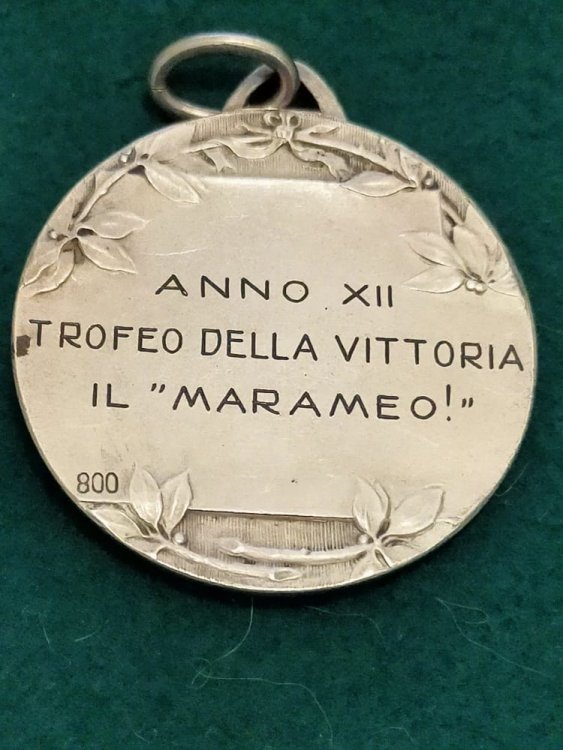 ANNO XII
TROFEO DELLA VITTORIA
IL "MARAMEO!"
800